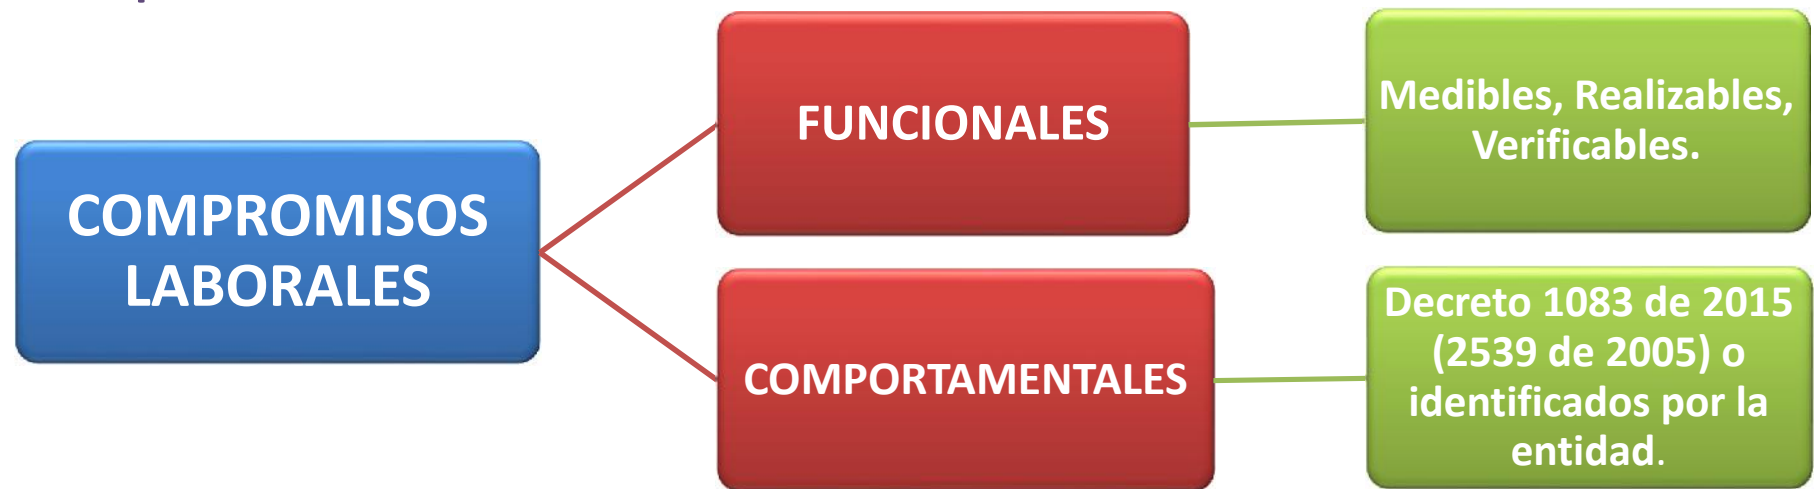 COMPROMISOS
LABORALES
FUNCIONALES
Medibles, Realizables,
Verificables.
COMPORTAMENTALES
Decreto 1083 de 2015
(2539 de 2005) o
identificados por la
entidad.